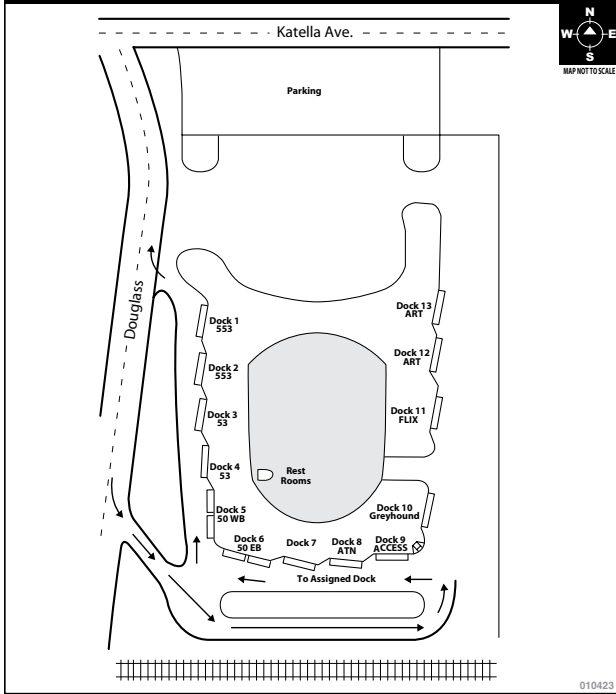 N
W E
S
MAP NOT TO SCALE
Katella Ave.
Parking
Douglass
Dock 13
ART
Dock 1
553
Dock 12
ART
Dock 2
553
Dock 11
FLIX
Dock 3
53
Dock 4
53
Rest
Rooms
Dock 5
50 WB
Dock 10
Greyhound
Dock 6
50 EB
Dock 7
Dock 8
ATN
Dock 9
ACCESS
To Assigned Dock
010423